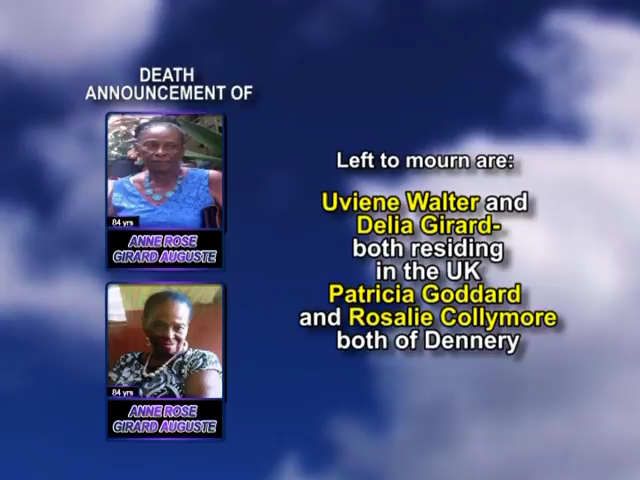 DEATH
ANNOUNCEMENT OF
84 yrs
ANNE ROSE
GIRARD AUGUSTE
84 yrs
ANNE ROSE
GIRARD AUGUSTE
Left to mourn are:
Uviene Walter and
Delia Girard-
both residing
in the UK
Patricia Goddard
and Rosalie Collymore
both of Dennery